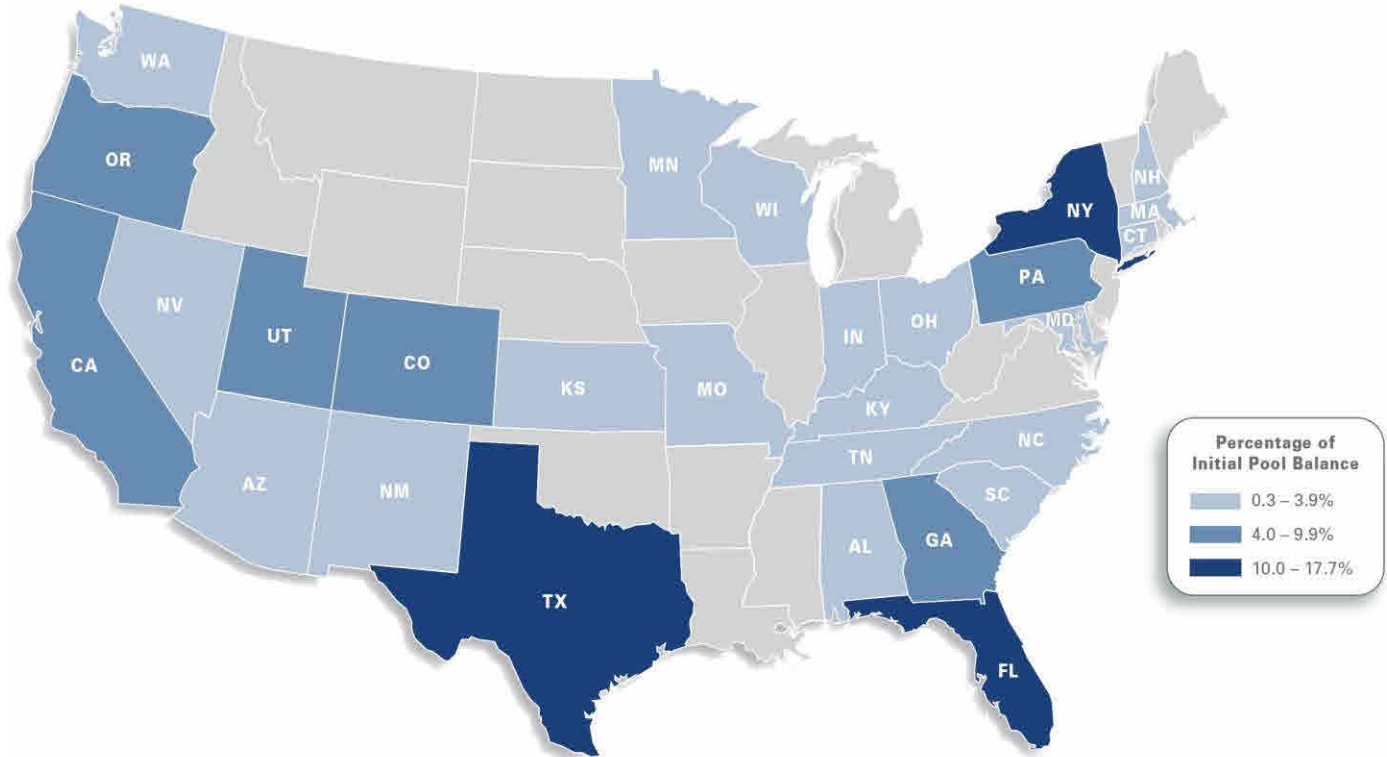 WA
OR
MN
WI
NH
NY
MA
CT
PA
NV
UT
CO
CA
IN
OH
MD
KS
MO
KY
NC
TN
AZ
NM
SC
AL
GA
TX
FL
Percentage of
Initial Pool Balance
0.3 – 3.9%
4.0 – 9.9%
10.0 – 17.7%